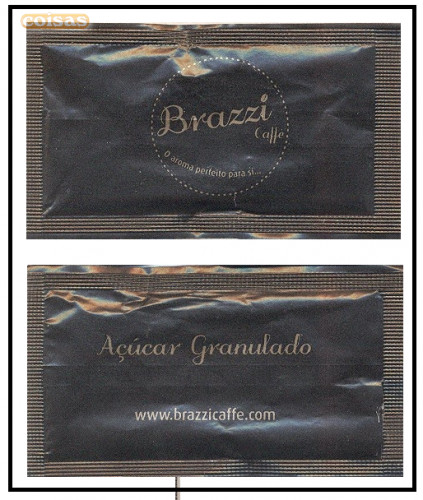 coisas
Brazzi
Caffe
O aroma perfeito para si...
Açúcar Granulado
www.brazzicaffe.com